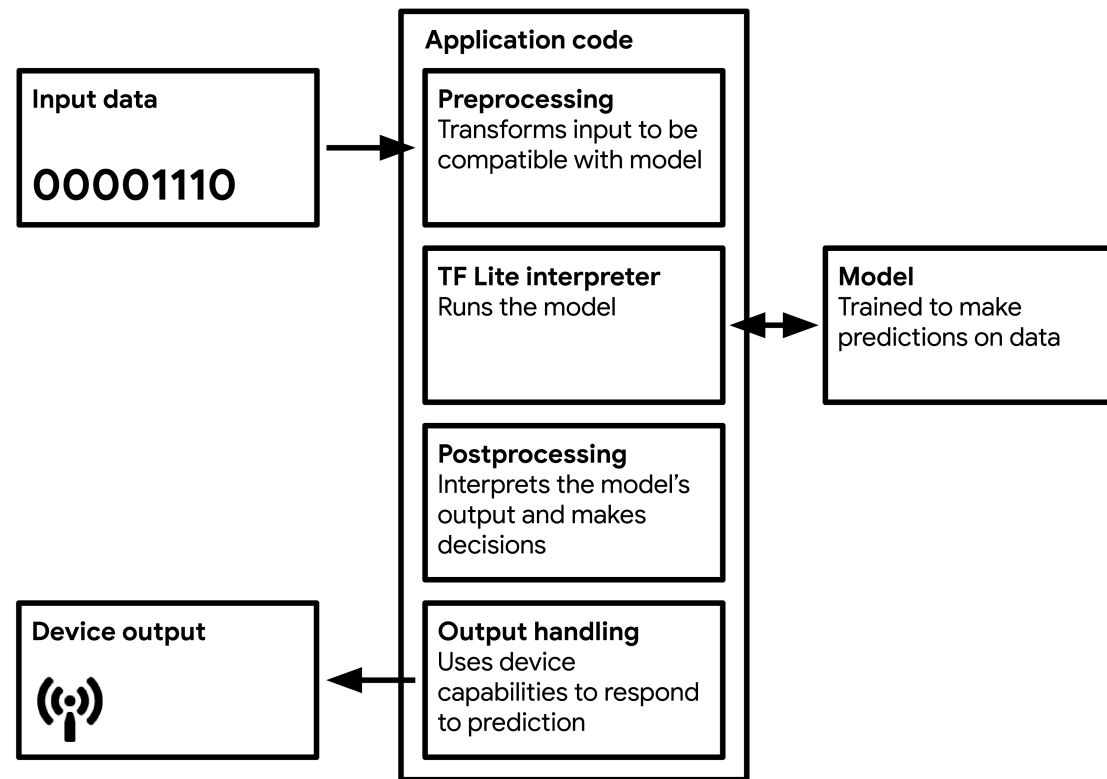 Application code
Input data
00001110
Preprocessing
Transforms input to be
compatible with model
TF Lite interpreter
Runs the model
Model
Trained to make
predictions on data
Postprocessing
Interprets the model’s
output and makes
decisions
Device output
Output handling
Uses device
capabilities to respond
to prediction